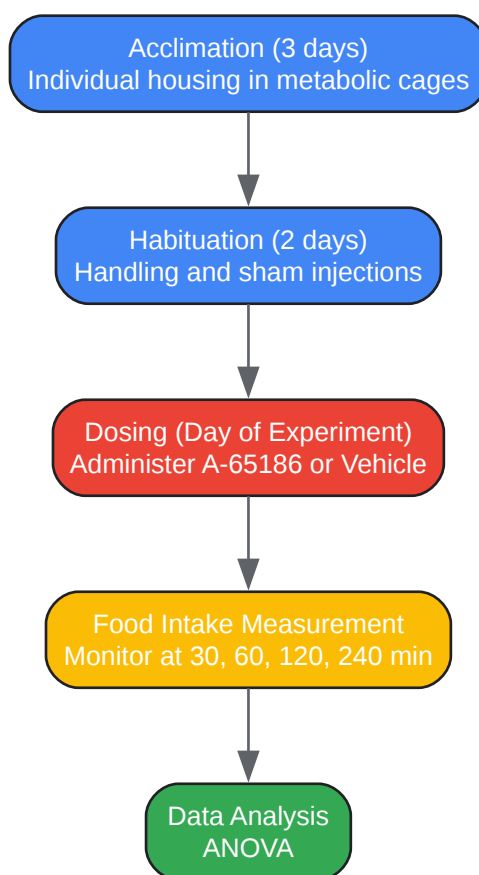 Acclimation (3 days)
Individual housing in metabolic cages
Habituation (2 days)
Handling and sham injections
Dosing (Day of Experiment)
Administer A-65186 or Vehicle
Food Intake Measurement
Monitor at 30, 60, 120, 240 min
Data Analysis
ANOVA